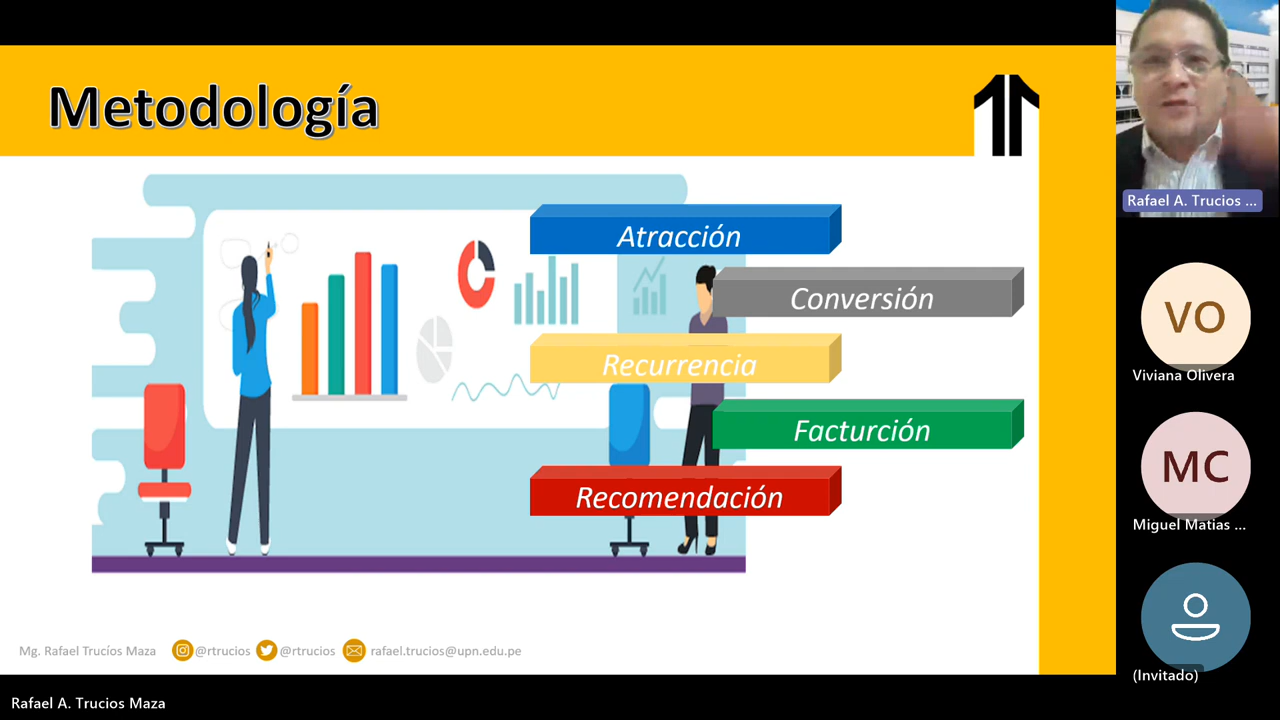 Metodología
Atracción
Conversión
Recurrencia
Facturción
Recomendación
Mg. Rafael Trucíos Maza @rtrucios @rtrucios rafael.trucios@upn.edu.pe
Rafael A. Trucios ...
VO
Viviana Olivera
MC
Miguel Matias ...
(Invitado)
Rafael A. Trucios Maza